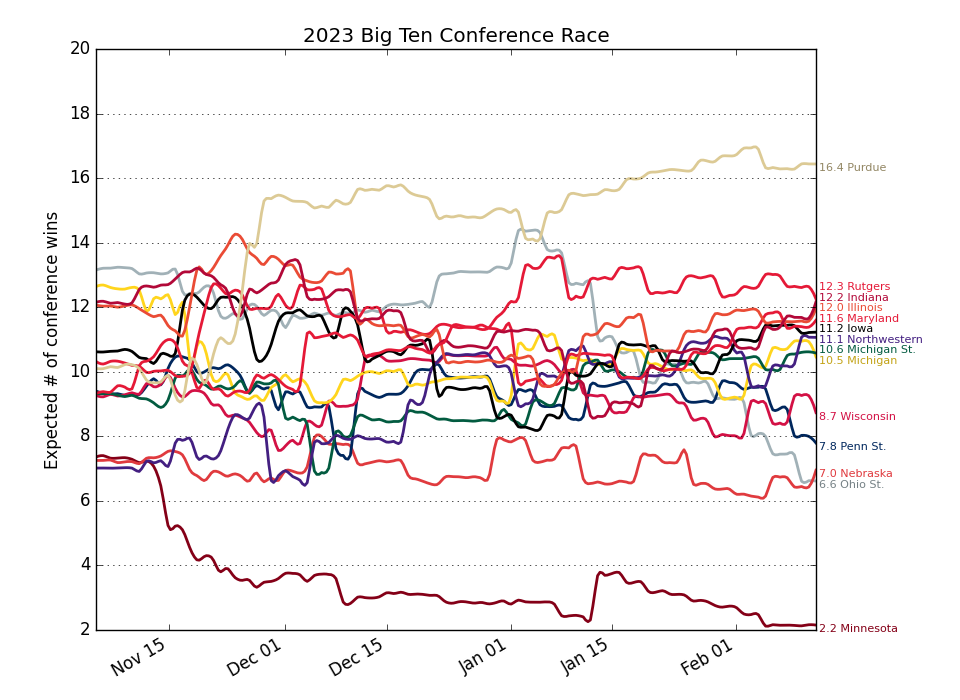 2023 Big Ten Conference Race
Expected # of conference wins
20
18
16
14
12
10
8
6
4
2
16.4 Purdue
12.3 Rutgers
12.2 Indiana
12.0 Illinois
11.6 Maryland
11.2 Iowa
11.1 Northwestern
10.6 Michigan St.
10.5 Michigan
8.7 Wisconsin
7.8 Penn St.
7.0 Nebraska
6.6 Ohio St.
2.2 Minnesota
Nov 15
Dec 01
Dec 15
Jan 01
Jan 15
Feb 01